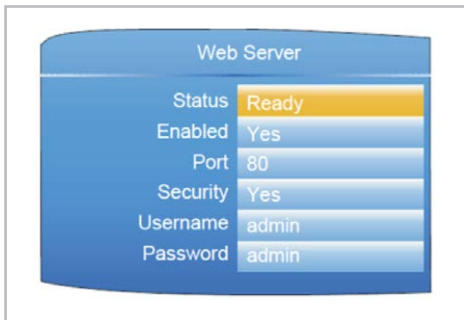 Web Server
Status Ready
Enabled Yes
Port 80
Security Yes
Username admin
Password admin